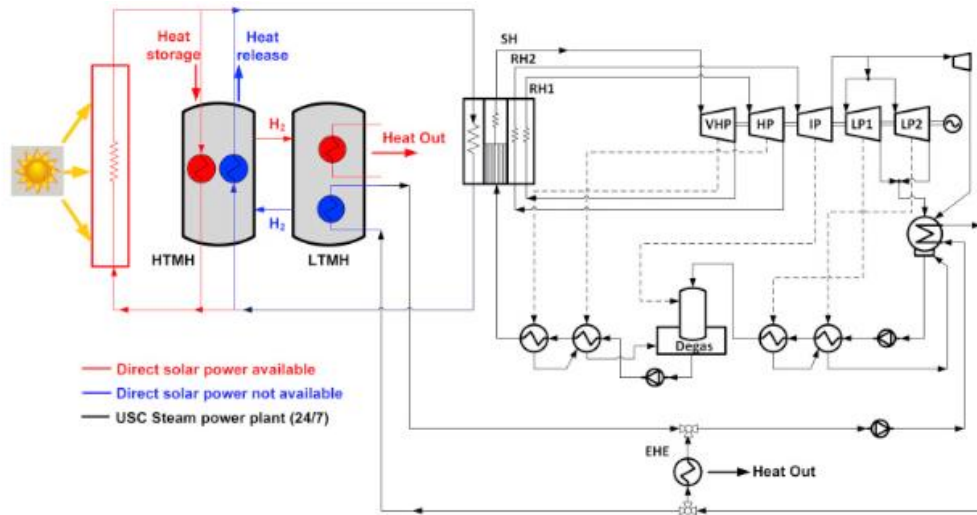 Heat
storage
Heat
release
SH
RH2
RH1
VHP
HP
IP
LP1
LP2
H2
Heat Out
H2
HTMH
LTMH
Degas
Direct solar power available
Direct solar power not available
USC Steam power plant (24/7)
EHE
Heat Out